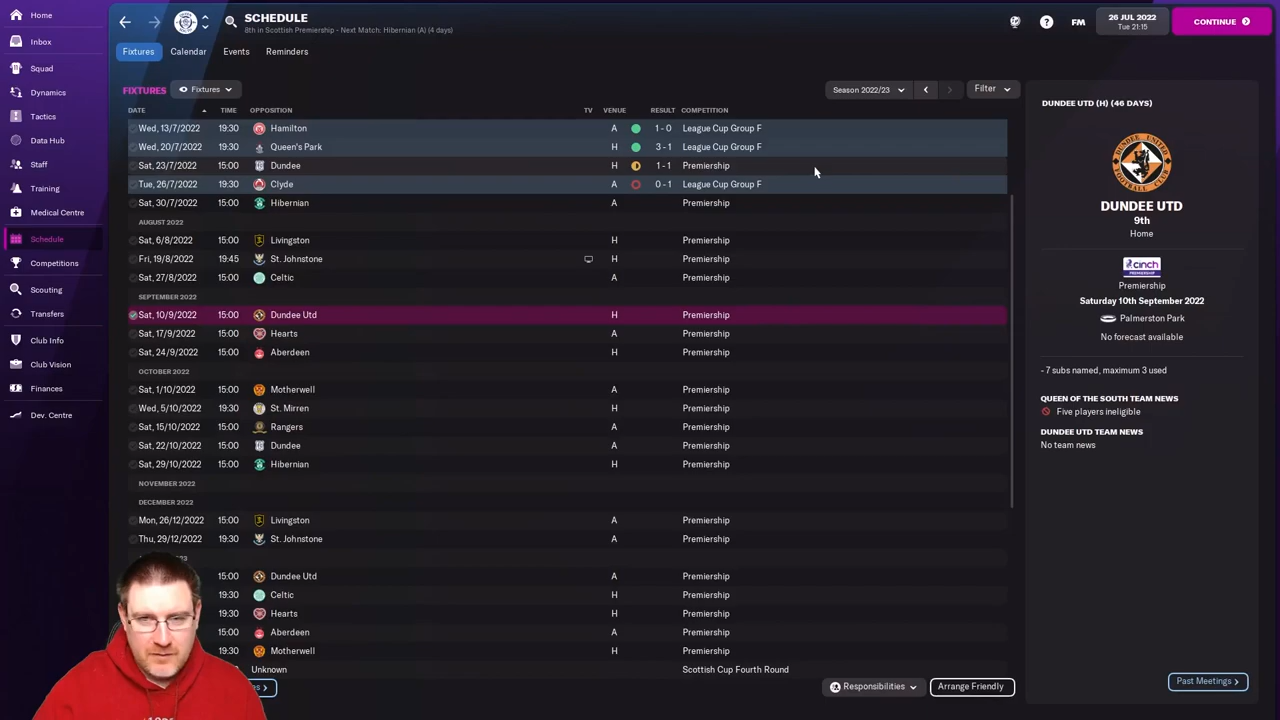 Home
Inbox
Squad
Dynamics
Tactics
Data Hub
Staff
Training
Medical Centre
Schedule
Competitions
Scouting
Transfers
Club Info
Club Vision
Finances
Dev. Centre
SCHEDULE
8th in Scottish Premiership - Next Match: Hibernian (A) (4 days)
FM
26 JUL 2022
Tue 21:15
CONTINUE
Fixtures Calendar Events Reminders
FIXTURES Fixtures Season 2022/23 Filter
DATE TIME OPPOSITION TV VENUE RESULT COMPETITION
Wed, 13/7/2022 19:30 Hamilton A 1 - 0 League Cup Group F
Wed, 20/7/2022 19:30 Queen's Park H 3 - 1 League Cup Group F
Sat, 23/7/2022 15:00 Dundee H 1 - 1 Premiership
Tue, 26/7/2022 19:30 Clyde A 0 - 1 League Cup Group F
Sat, 30/7/2022 15:00 Hibernian A Premiership
AUGUST 2022
Sat, 6/8/2022 15:00 Livingston H Premiership
Fri, 19/8/2022 19:45 St. Johnstone H Premiership
Sat, 27/8/2022 15:00 Celtic A Premiership
SEPTEMBER 2022
Sat, 10/9/2022 15:00 Dundee Utd H Premiership
Sat, 17/9/2022 15:00 Hearts A Premiership
Sat, 24/9/2022 15:00 Aberdeen H Premiership
OCTOBER 2022
Sat, 1/10/2022 15:00 Motherwell A Premiership
Wed, 5/10/2022 19:30 St. Mirren H Premiership
Sat, 15/10/2022 15:00 Rangers A Premiership
Sat, 22/10/2022 15:00 Dundee A Premiership
Sat, 29/10/2022 15:00 Hibernian H Premiership
NOVEMBER 2022
DECEMBER 2022
Mon, 26/12/2022 15:00 Livingston A Premiership
Thu, 29/12/2022 19:30 St. Johnstone A Premiership
15:00 Dundee Utd A Premiership
19:30 Celtic H Premiership
19:30 Hearts H Premiership
15:00 Aberdeen A Premiership
19:30 Motherwell H Premiership
Unknown Scottish Cup Fourth Round
Responsibilities Arrange Friendly
DUNDEE UTD (H) (46 DAYS)
DUNDEE UTD
9th
Home
cinch
PREMIERSHIP
Premiership
Saturday 10th September 2022
Palmerston Park
No forecast available
- 7 subs named, maximum 3 used
QUEEN OF THE SOUTH TEAM NEWS
Five players ineligible
DUNDEE UTD TEAM NEWS
No team news
Past Meetings